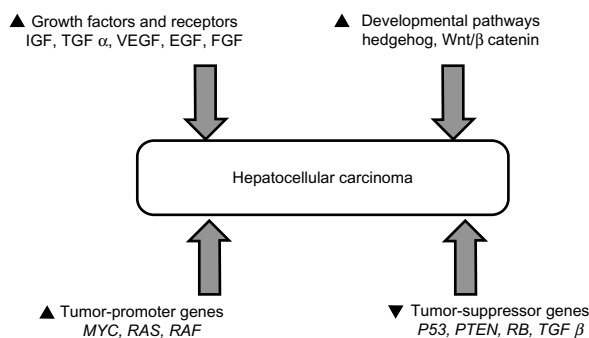 ▲ Growth factors and receptors
IGF, TGF α, VEGF, EGF, FGF
▲ Developmental pathways
hedgehog, Wnt/β catenin
Hepatocellular carcinoma
▲ Tumor-promoter genes
MYC, RAS, RAF
▼ Tumor-suppressor genes
P53, PTEN, RB, TGF β